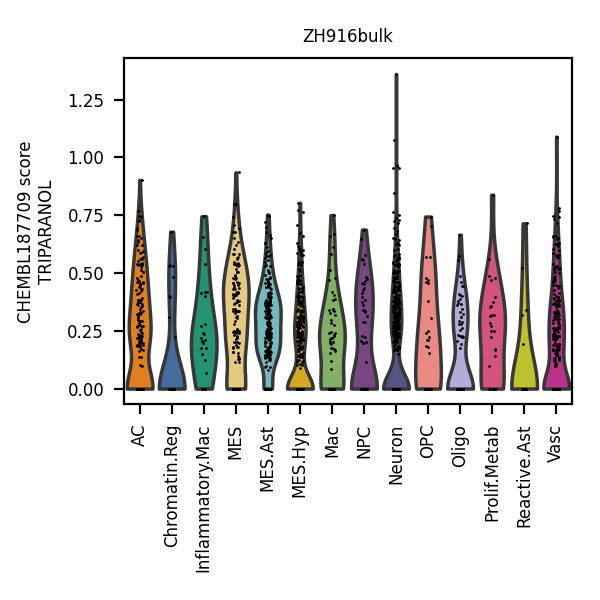 ZH916bulk
CHEMBL187709 score
TRIPARANOL
1.25
1.00
0.75
0.50
0.25
0.00
AC
Chromatin.Reg
Inflammatory.Mac
MES
MES.Ast
MES.Hyp
Mac
NPC
Neuron
OPC
Oligo
Prolif.Metab
Reactive.Ast
Vasc